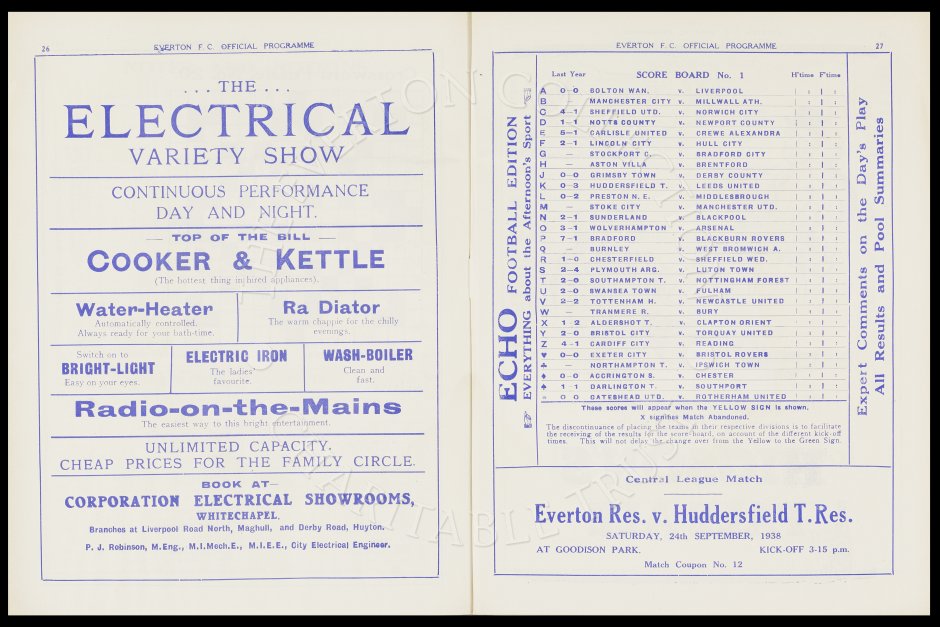 26
EVERTON F. C. OFFICIAL PROGRAMME
. . . THE . . .
ELECTRICAL
VARIETY SHOW
CONTINUOUS PERFORMANCE
DAY AND NIGHT.
— TOP OF THE BILL —
COOKER & KETTLE
(The hottest thing in hired appliances).
Water-Heater
Automatically controlled.
Always ready for your bath-time.
Ra Diator
The warm chappie for the chilly
evenings.
Switch on to
BRIGHT-LIGHT
Easy on your eyes.
ELECTRIC IRON
The ladies'
favourite.
WASH-BOILER
Clean and
fast.
Radio-on-the-Mains
The easiest way to this bright entertainment.
UNLIMITED CAPACITY.
CHEAP PRICES FOR THE FAMILY CIRCLE.
BOOK AT—
CORPORATION ELECTRICAL SHOWROOMS,
WHITECHAPEL.
Branches at Liverpool Road North, Maghull, and Derby Road, Huyton.
P. J. Robinson, M.Eng., M.I.Mech.E., M.I.E.E., City Electrical Engineer.
EVERTON F.C. OFFICIAL PROGRAMME
27
ECHO FOOTBALL EDITION
EVERYTHING about the Afternoon's Sport
Last Year SCORE BOARD No. 1 H'time F'time
A 0–0 BOLTON WAN. v. LIVERPOOL
B MANCHESTER CITY v. MILLWALL ATH.
C 4–1 SHEFFIELD UTD. v. NORWICH CITY
D 1–1 NOTTS COUNTY v. NEWPORT COUNTY
E 5–1 CARLISLE UNITED v. CREWE ALEXANDRA
F 2–1 LINCOLN CITY v. HULL CITY
G — STOCKPORT C. v. BRADFORD CITY
H — ASTON VILLA v. BRENTFORD
J 0–0 GRIMSBY TOWN v. DERBY COUNTY
K 0–3 HUDDERSFIELD T. v. LEEDS UNITED
L 0–2 PRESTON N. E. v. MIDDLESBROUGH
M — STOKE CITY v. MANCHESTER UTD.
N 2–1 SUNDERLAND v. BLACKPOOL
O 3–1 WOLVERHAMPTON v. ARSENAL
P 7–1 BRADFORD v. BLACKBURN ROVERS
Q — BURNLEY v. WEST BROMWICH A.
R 1–0 CHESTERFIELD v. SHEFFIELD WED.
S 2–4 PLYMOUTH ARG. v. LUTON TOWN
T 2–0 SOUTHAMPTON T. v. NOTTINGHAM FOREST
U 2–0 SWANSEA TOWN v. FULHAM
V 2–2 TOTTENHAM H. v. NEWCASTLE UNITED
W — TRANMERE R. v. BURY
X 1–2 ALDERSHOT T. v. CLAPTON ORIENT
Y 2–0 BRISTOL CITY v. TORQUAY UNITED
Z 4–1 CARDIFF CITY v. READING
♥ 0–0 EXETER CITY v. BRISTOL ROVERS
♣ — NORTHAMPTON T. v. IPSWICH TOWN
♦ 0–0 ACCRINGTON S. v. CHESTER
♠ 1 1 DARLINGTON T. v. SOUTHPORT
0 0 GATESHEAD UTD. v. ROTHERHAM UNITED
These scores will appear when the YELLOW SIGN is shown.
X signifies Match Abandoned.
The discontinuance of placing the teams in their respective divisions is to facilitate
the receiving of the results for the score-board, on account of the different kick-off
times. This will not delay the change over from the Yellow to the Green Sign.
Expert Comments on the Day's Play
All Results and Pool Summaries
Central League Match
Everton Res. v. Huddersfield T. Res.
SATURDAY, 24th SEPTEMBER, 1938
AT GOODISON PARK. KICK-OFF 3-15 p.m.
Match Coupon No. 12